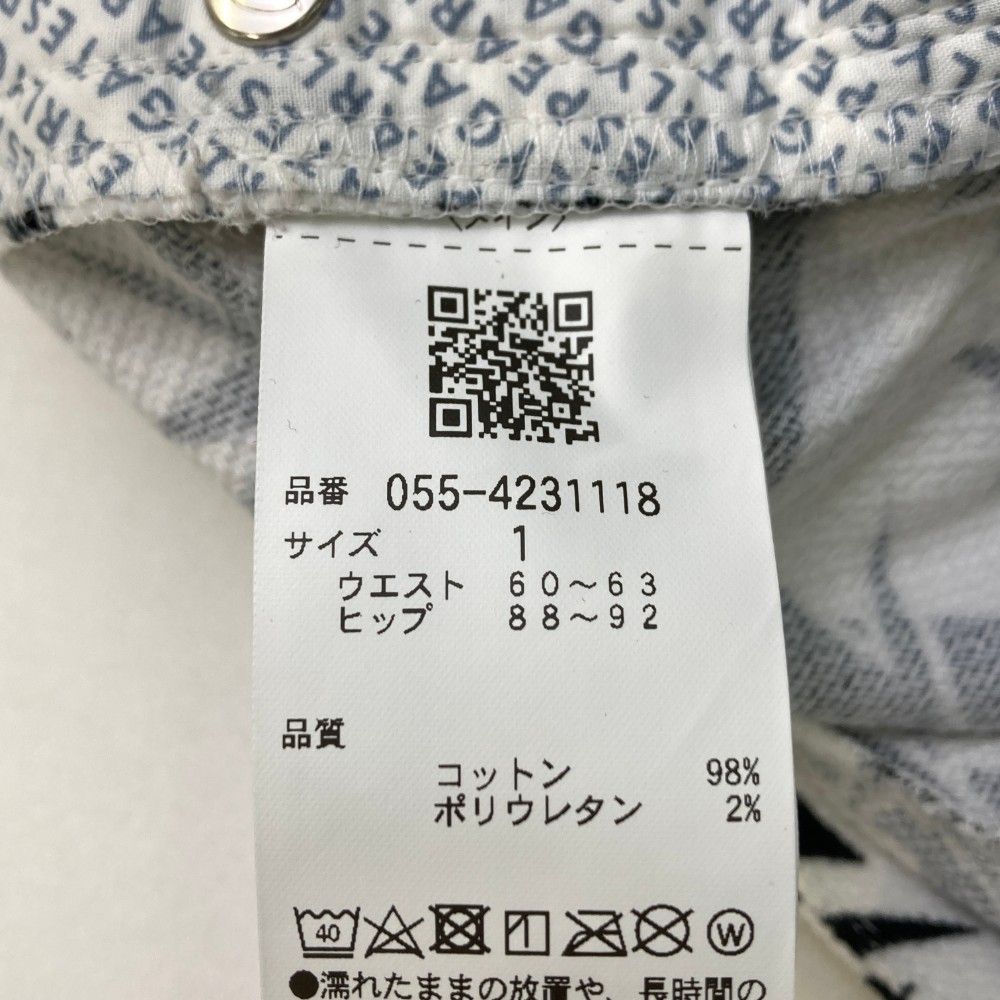 品番 055-4231118
サイズ 1
ウエスト 60～63
ヒップ 88～92
品質
コットン 98%
ポリウレタン 2%
40
W
●濡れたままの放置や、長時間の